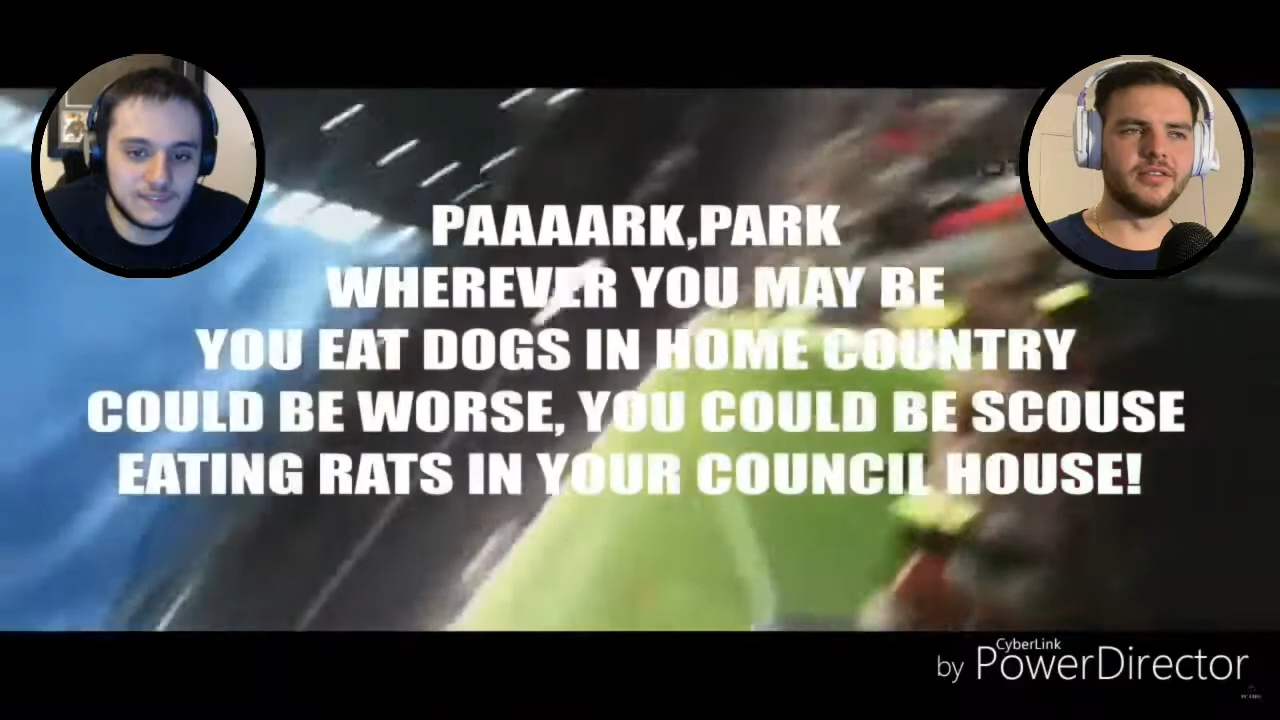 PAAAARK,PARK
WHEREVER YOU MAY BE
YOU EAT DOGS IN HOME COUNTRY
COULD BE WORSE, YOU COULD BE SCOUSE
EATING RATS IN YOUR COUNCIL HOUSE!
CyberLink
by PowerDirector